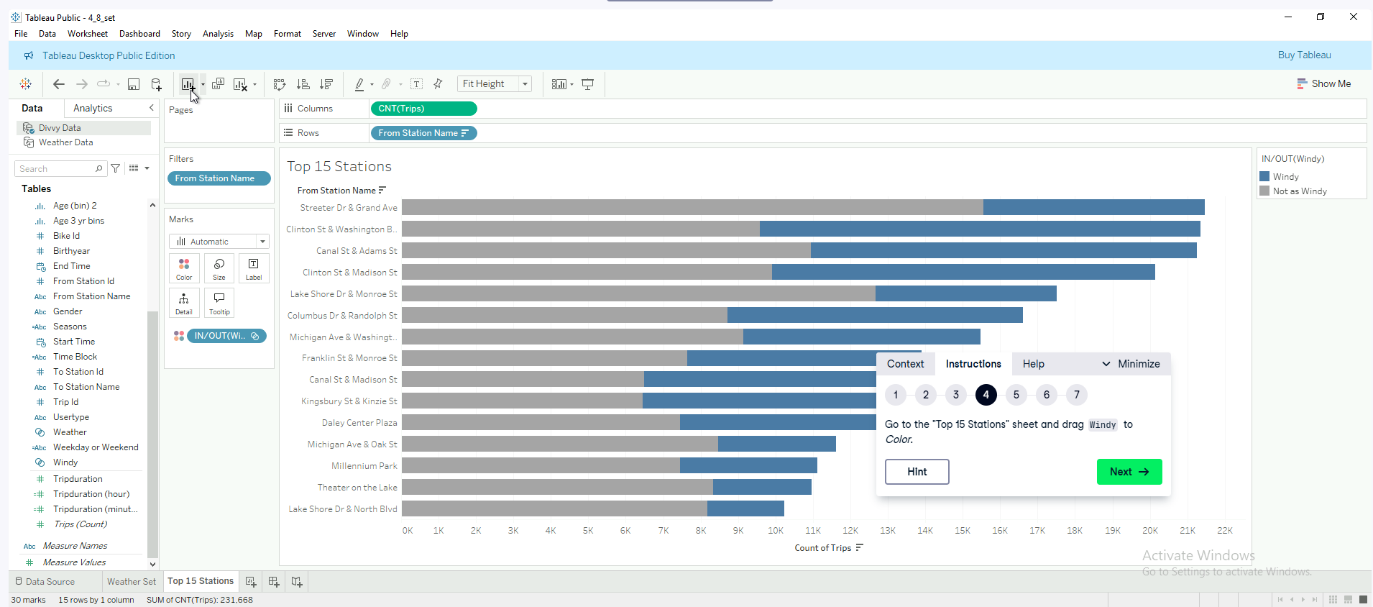 Tableau Public - 4_8_set
File Data Worksheet Dashboard Story Analysis Map Format Server Window Help
Tableau Desktop Public Edition
Buy Tableau
Fit Height
Show Me
Data Analytics
Divvy Data
Weather Data
Search
Tables
Age (bin) 2
Age 3 yr bins
Bike Id
Birthyear
End Time
From Station Id
Abc From Station Name
Abc Gender
Abc Seasons
Start Time
Abc Time Block
To Station Id
Abc To Station Name
Trip Id
Abc Usertype
Weather
Abc Weekday or Weekend
Windy
Tripduration
Tripduration (hour)
Tripduration (minut...
Trips (Count)
Abc Measure Names
Measure Values
Pages
Filters
From Station Name
Marks
Automatic
Color Size Label
Detail Tooltip
IN/OUT(Wi..
Columns CNT(Trips)
Rows From Station Name
Top 15 Stations
From Station Name
Streeter Dr & Grand Ave
Clinton St & Washington B..
Canal St & Adams St
Clinton St & Madison St
Lake Shore Dr & Monroe St
Columbus Dr & Randolph St
Michigan Ave & Washingt..
Franklin St & Monroe St
Canal St & Madison St
Kingsbury St & Kinzie St
Daley Center Plaza
Michigan Ave & Oak St
Millennium Park
Theater on the Lake
Lake Shore Dr & North Blvd
0K 1K 2K 3K 4K 5K 6K 7K 8K 9K 10K 11K 12K 13K 14K 15K 16K 17K 18K 19K 20K 21K 22K
Count of Trips
IN/OUT(Windy)
Windy
Not as Windy
Context Instructions Help Minimize
1 2 3 4 5 6 7
Go to the "Top 15 Stations" sheet and drag Windy to
Color.
Hint
Next →
Activate Windows
Go to Settings to activate Windows.
Data Source Weather Set Top 15 Stations
30 marks 15 rows by 1 column SUM of CNT(Trips): 231,668